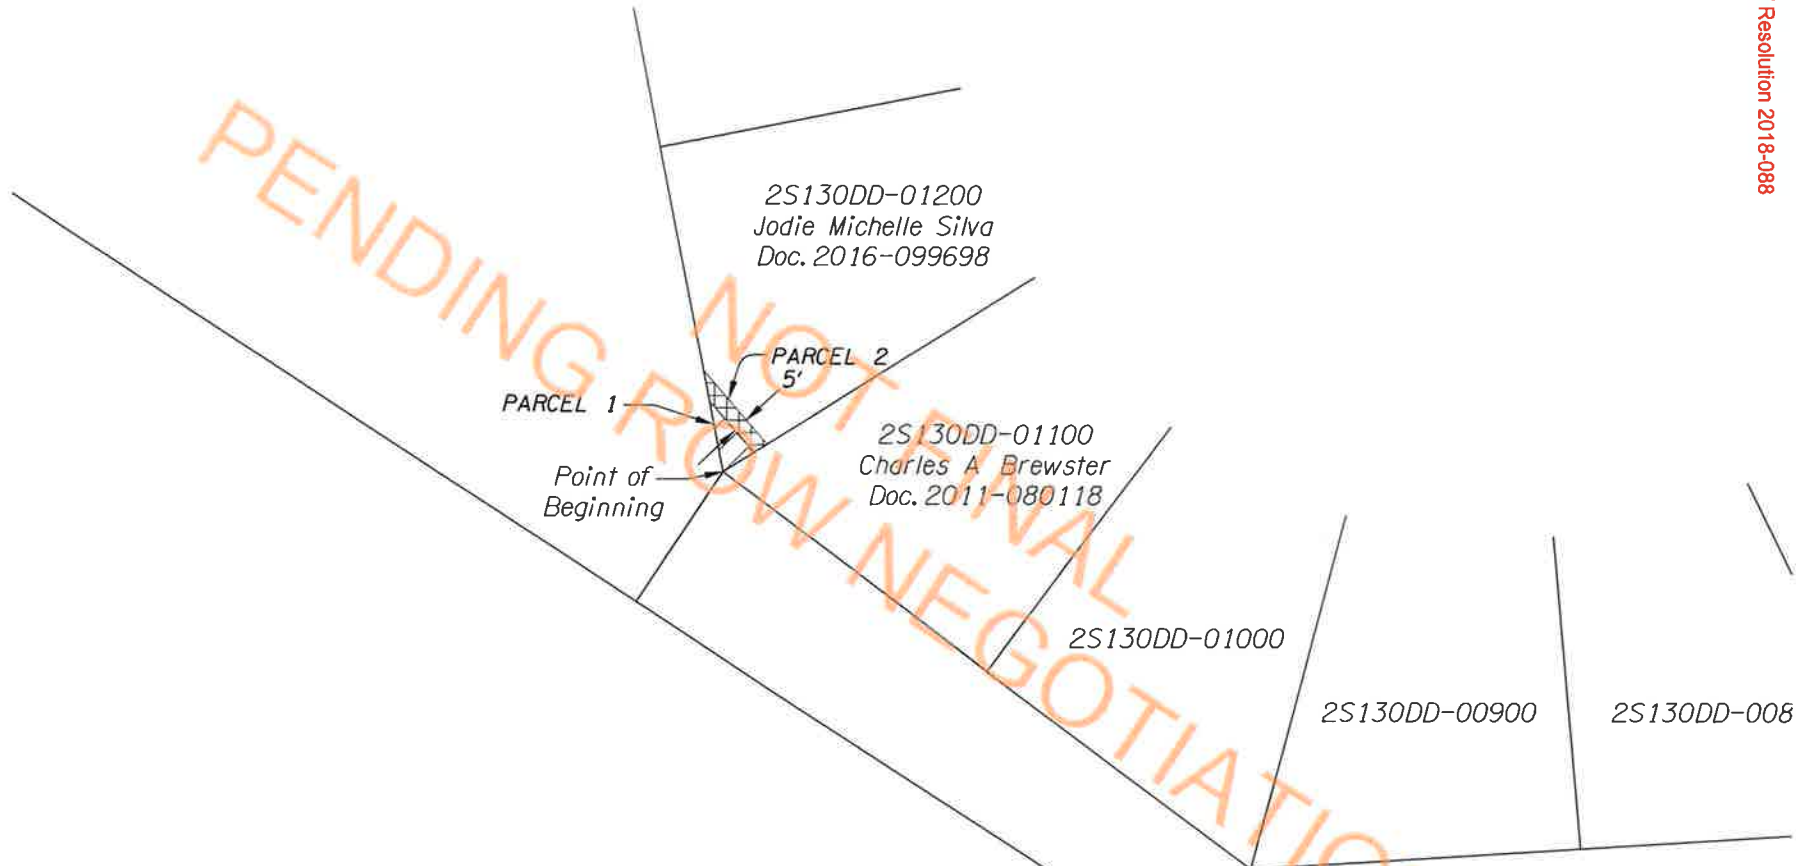 Resolution 2018-088
2S130DD-01200
Jodie Michelle Silva
Doc. 2016-099698
PENDING ROW NEGOTIATIO
NOT FINAL
PARCEL 2
5'
PARCEL 1
2S130DD-01100
Charles A Brewster
Doc. 2011-080118
Point of
Beginning
2S130DD-01000
2S130DD-00900
2S130DD-008